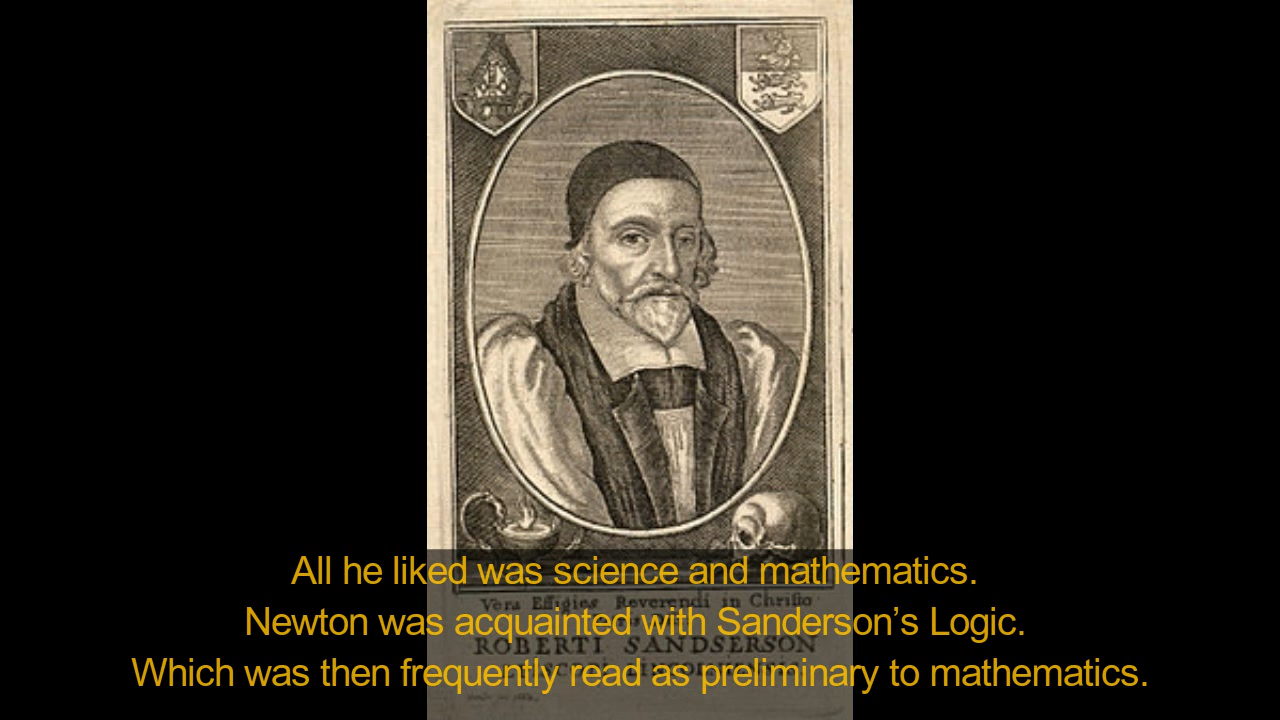 All he liked was science and mathematics.
Vera Effigies Reverendi in Christo
Newton was acquainted with Sanderson’s Logic.
ROBERTI SANDSERSON
Which was then frequently read as preliminary to mathematics.